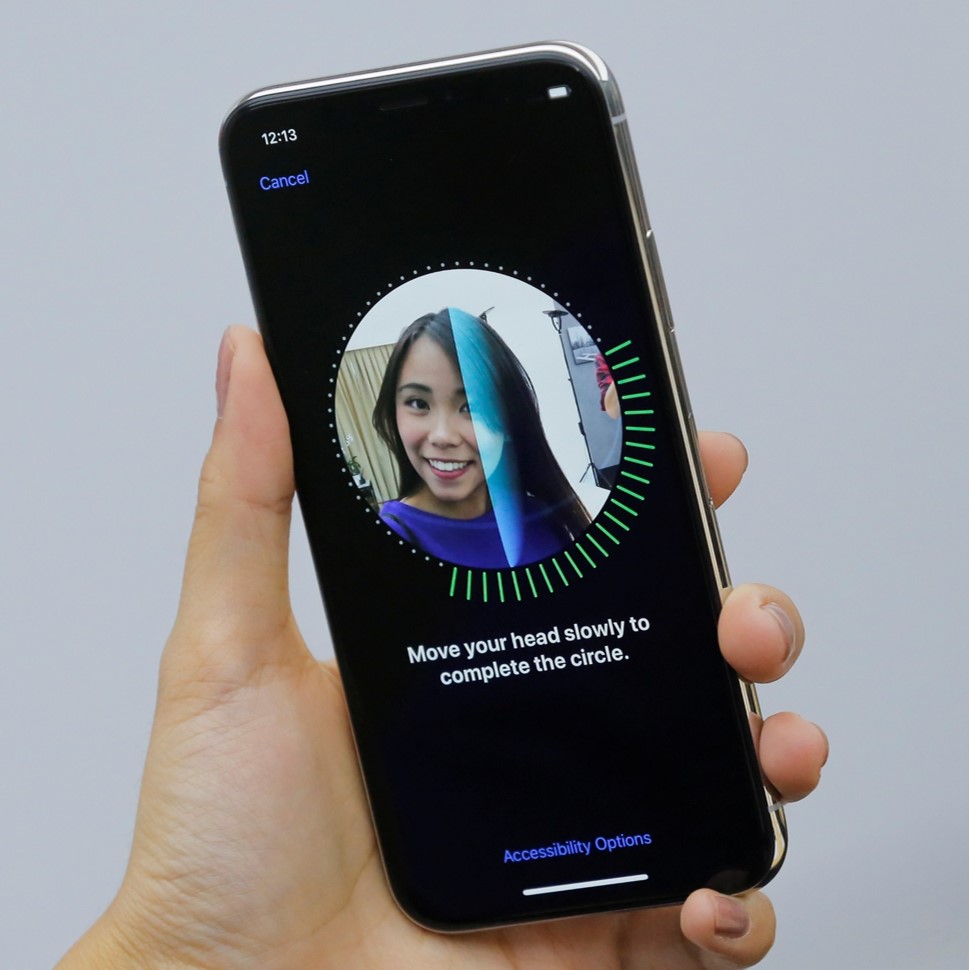 12:13
Cancel
Move your head slowly to
complete the circle.
Accessibility Options